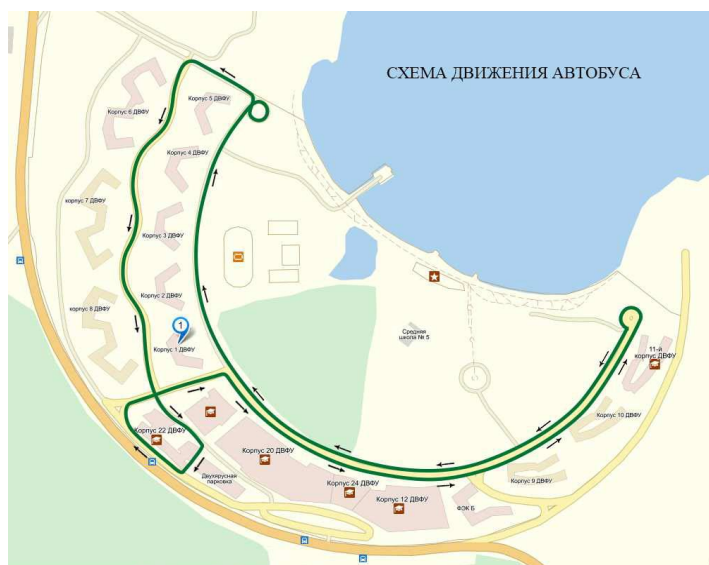 СХЕМА ДВИЖЕНИЯ АВТОБУСА
Корпус 5 ДВФУ
Корпус 6 ДВФУ
Корпус 4 ДВФУ
корпус 7 ДВФУ
Корпус 3 ДВФУ
Корпус 2 ДВФУ
корпус 8 ДВФУ
1
Корпус 1 ДВФУ
Средняя
школа № 5
11-й
корпус ДВФУ
Корпус 10 ДВФУ
Корпус 22 ДВФУ
Корпус 20 ДВФУ
Двухярусная
парковка
Корпус 24 ДВФУ
Корпус 9 ДВФУ
Корпус 12 ДВФУ
ФОК Б